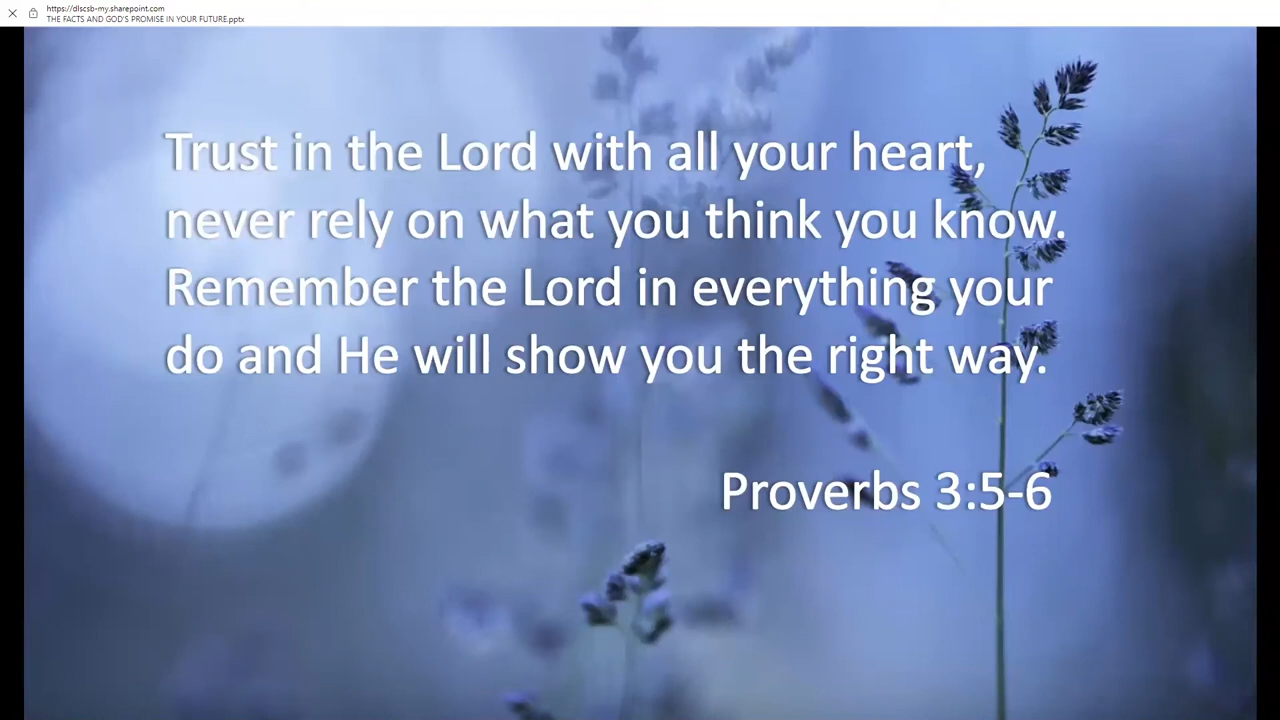 https://dlscsb-my.sharepoint.com
THE FACTS AND GOD'S PROMISE IN YOUR FUTURE.pptx
Trust in the Lord with all your heart,
never rely on what you think you know.
Remember the Lord in everything your
do and He will show you the right way.
Proverbs 3:5-6